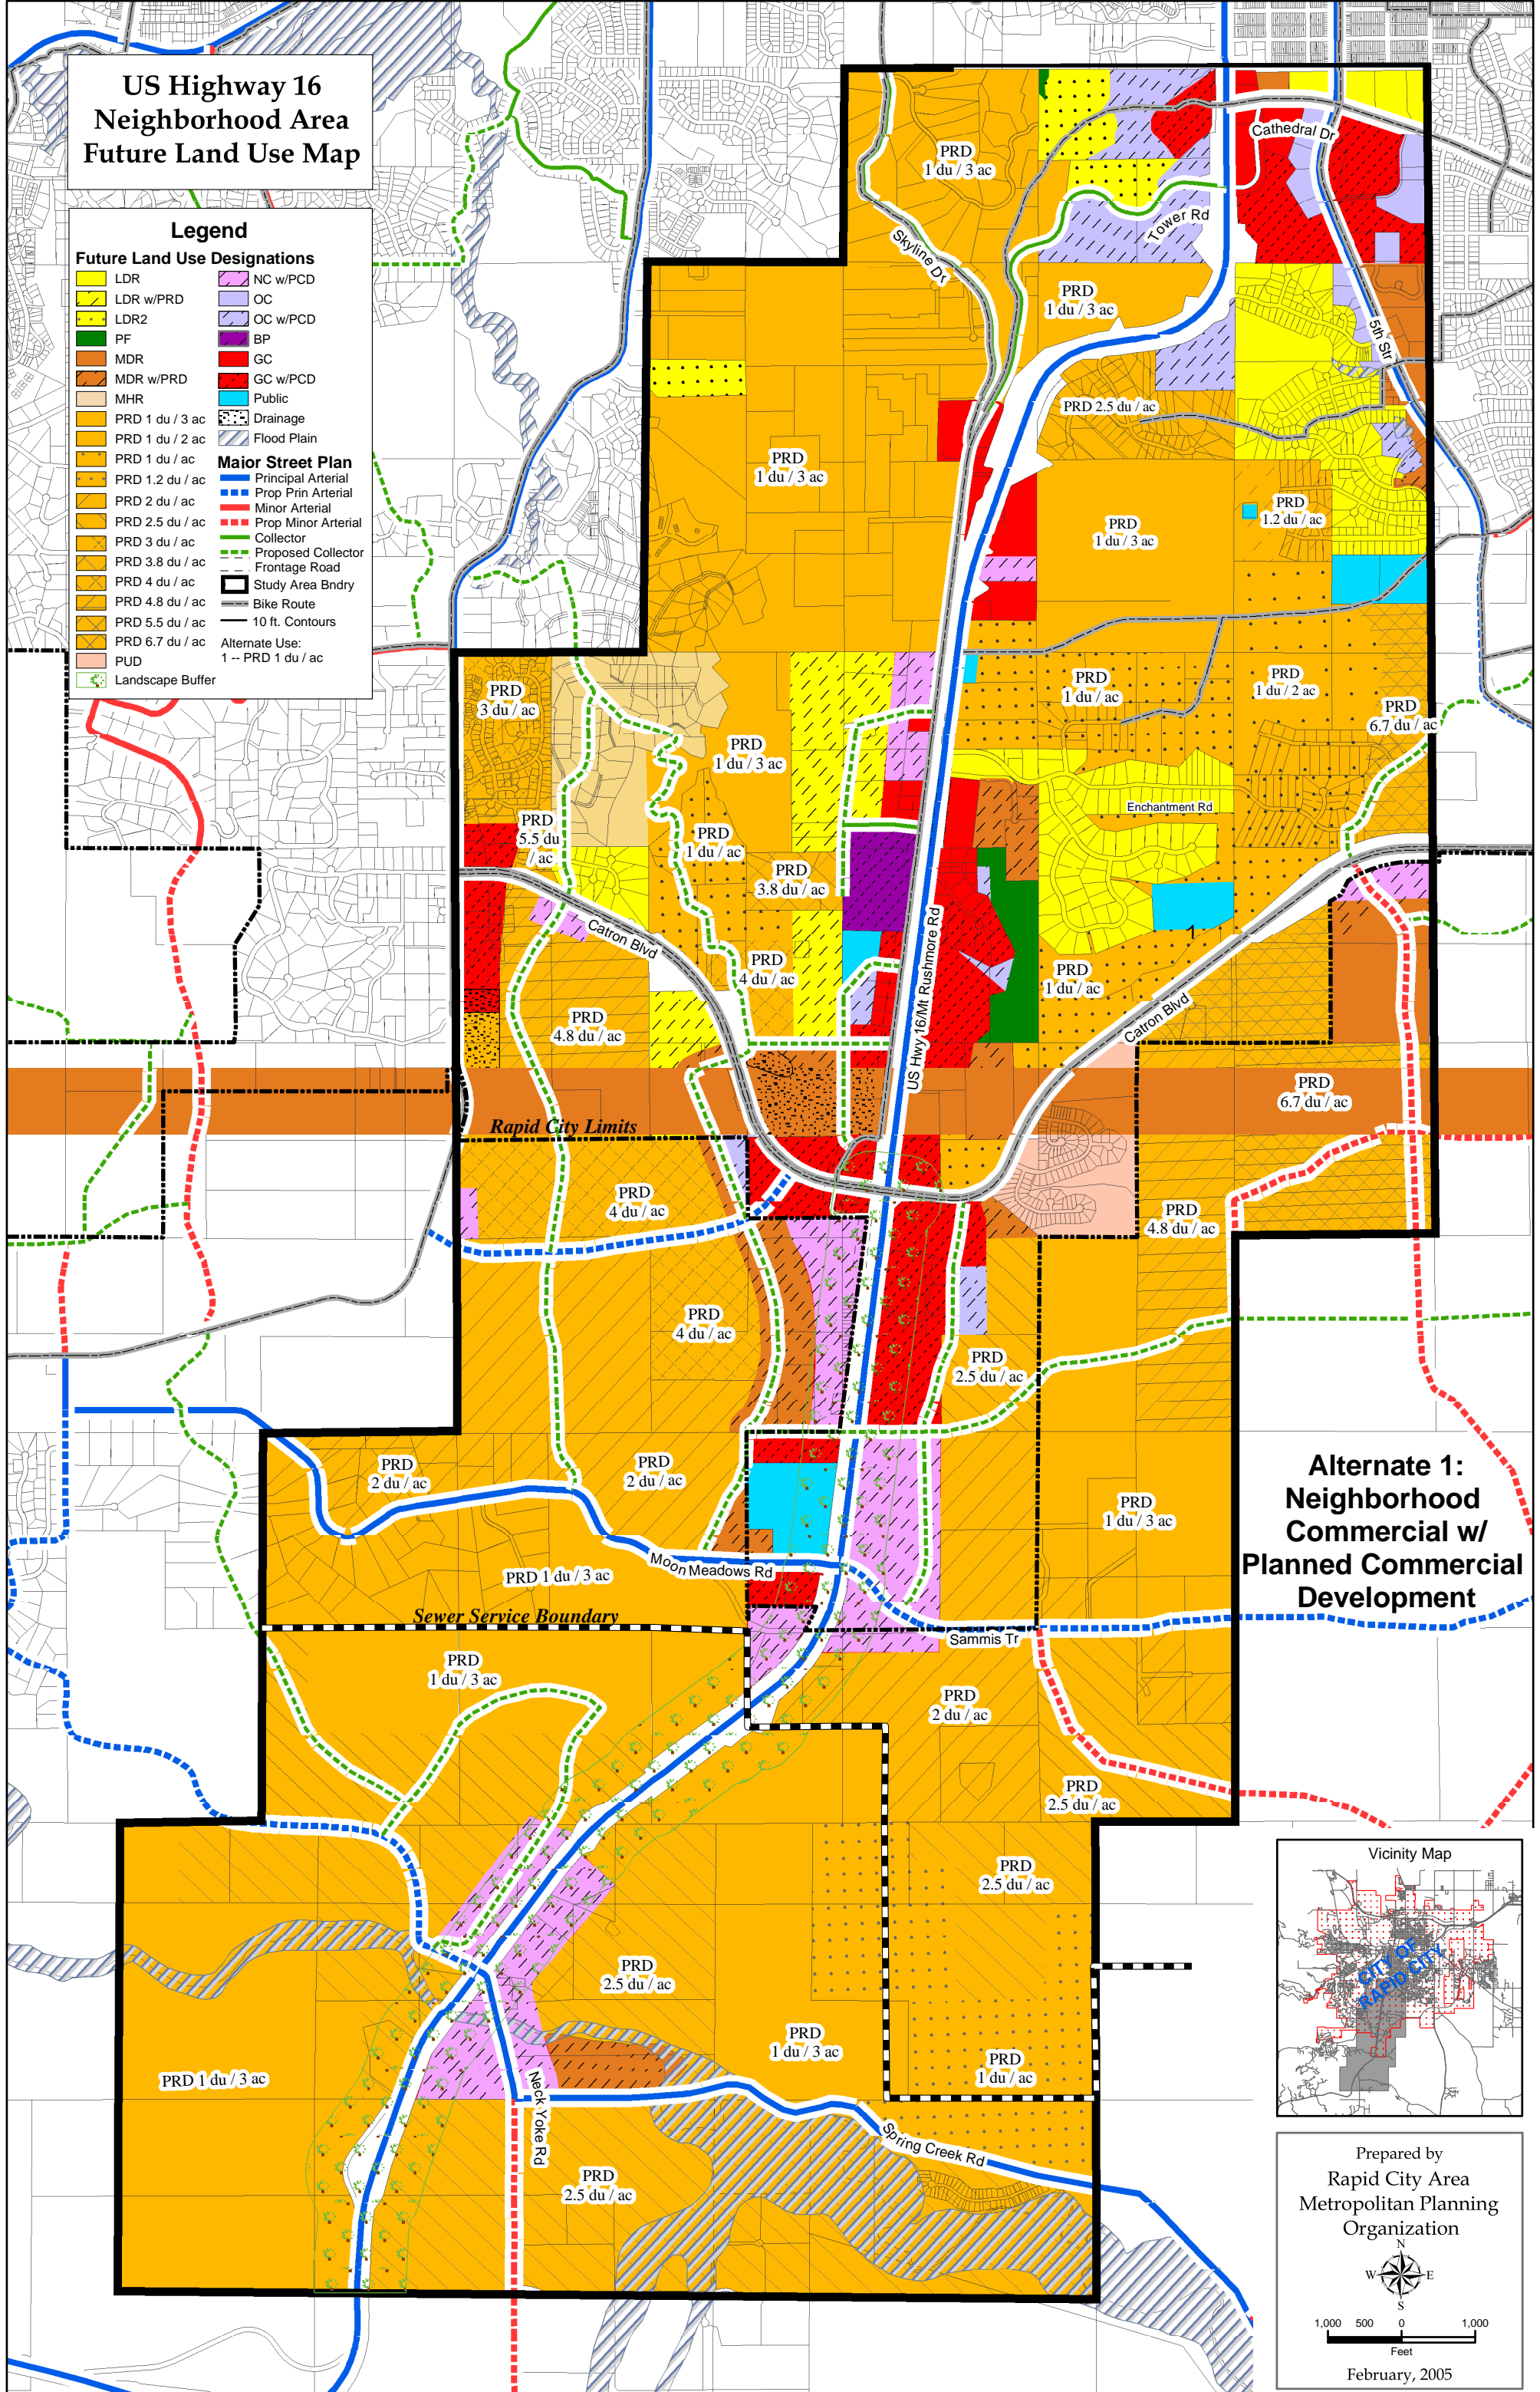 US Highway 16
Neighborhood Area
Future Land Use Map
Legend
Future Land Use Designations
LDR
LDR w/PRD
LDR2
PF
MDR
MDR w/PRD
MHR
PRD 1 du / 3 ac
PRD 1 du / 2 ac
PRD 1 du / ac
PRD 1.2 du / ac
PRD 2 du / ac
PRD 2.5 du / ac
PRD 3 du / ac
PRD 3.8 du / ac
PRD 4 du / ac
PRD 4.8 du / ac
PRD 5.5 du / ac
PRD 6.7 du / ac
PUD
Landscape Buffer
NC w/PCD
OC
OC w/PCD
BP
GC
GC w/PCD
Public
Drainage
Flood Plain
Major Street Plan
Principal Arterial
Prop Prin Arterial
Minor Arterial
Prop Minor Arterial
Collector
Proposed Collector
Frontage Road
Study Area Bndry
Bike Route
10 ft. Contours
Alternate Use:
1 -- PRD 1 du / ac
PRD
1 du / 3 ac
Cathedral Dr
Tower Rd
Skyline Dr
PRD
1 du / 3 ac
5th Str
PRD 2.5 du / ac
PRD
1 du / 3 ac
PRD
1.2 du / ac
PRD
1 du / 3 ac
PRD
3 du / ac
PRD
1 du / ac
PRD
1 du / 2 ac
PRD
6.7 du / ac
PRD
1 du / 3 ac
Enchantment Rd
PRD
5.5 du
/ ac
PRD
1 du / ac
PRD
3.8 du / ac
Catron Blvd
1
PRD
4 du / ac
PRD
1 du / ac
US Hwy 16/Mt Rushmore Rd
Catron Blvd
PRD
4.8 du / ac
PRD
6.7 du / ac
Rapid City Limits
PRD
4 du / ac
PRD
4.8 du / ac
PRD
4 du / ac
PRD
2.5 du / ac
PRD
2 du / ac
PRD
2 du / ac
PRD
1 du / 3 ac
Alternate 1:
Neighborhood
Commercial w/
Planned Commercial
Development
Moon Meadows Rd
PRD 1 du / 3 ac
Sewer Service Boundary
Sammis Tr
PRD
1 du / 3 ac
PRD
2 du / ac
PRD
2.5 du / ac
PRD
2.5 du / ac
PRD
2.5 du / ac
PRD
1 du / 3 ac
PRD
1 du / ac
PRD 1 du / 3 ac
Neck Yoke Rd
Spring Creek Rd
PRD
2.5 du / ac
Vicinity Map
CITY OF
RAPID CITY
Prepared by
Rapid City Area
Metropolitan Planning
Organization
N
W
E
S
1,000 500 0 1,000
Feet
February, 2005